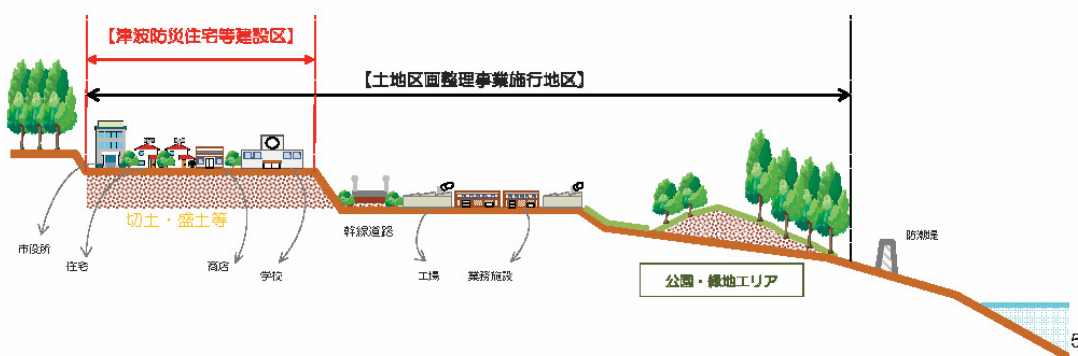 【津波防災住宅等建設区】
【土地区画整理事業施行地区】
切土・盛土等
市役所
住宅
商店
学校
幹線道路
工場
業務施設
公園・緑地エリア
防潮堤
5